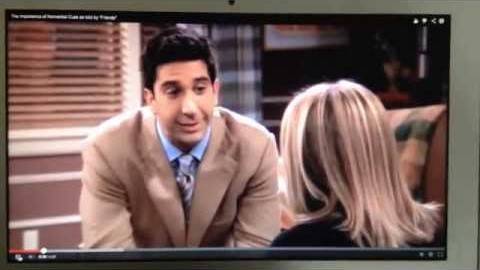 The Importance of Nonverbal Cues as told by "Friends"